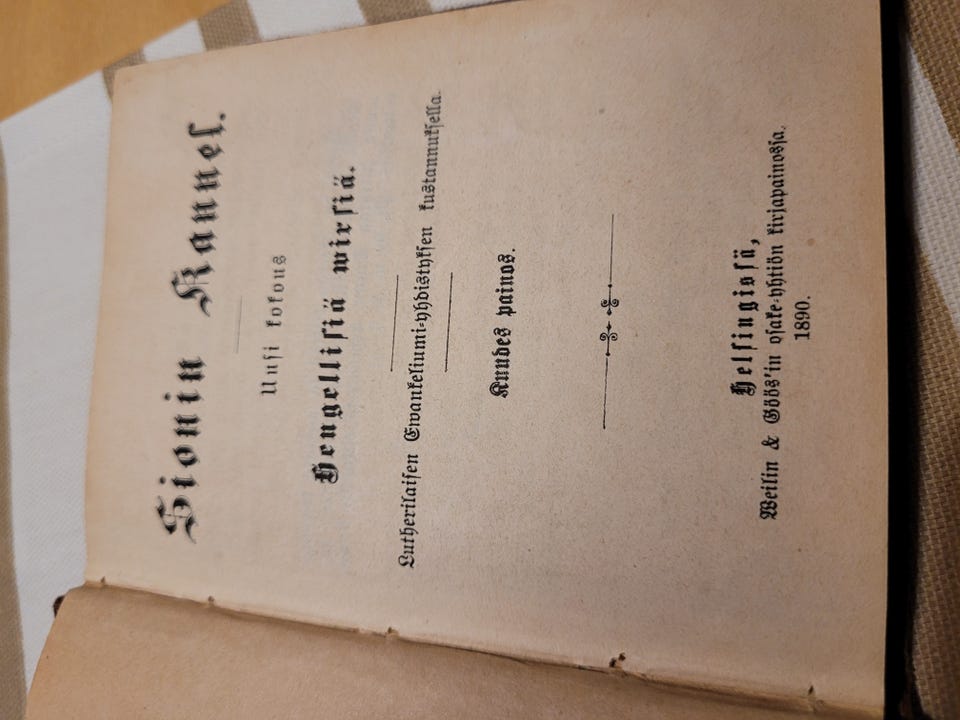 Sionin Kannel.
Uusi kokous
Hengellisiä wirsiä.
Lutherilaisen Ewankeliumi-yhdistyksen kustannuksella.
Kuudes painos.
Helsingissä,
Weilin & Göös'in osake-yhtiön kirjapainossa.
1890.